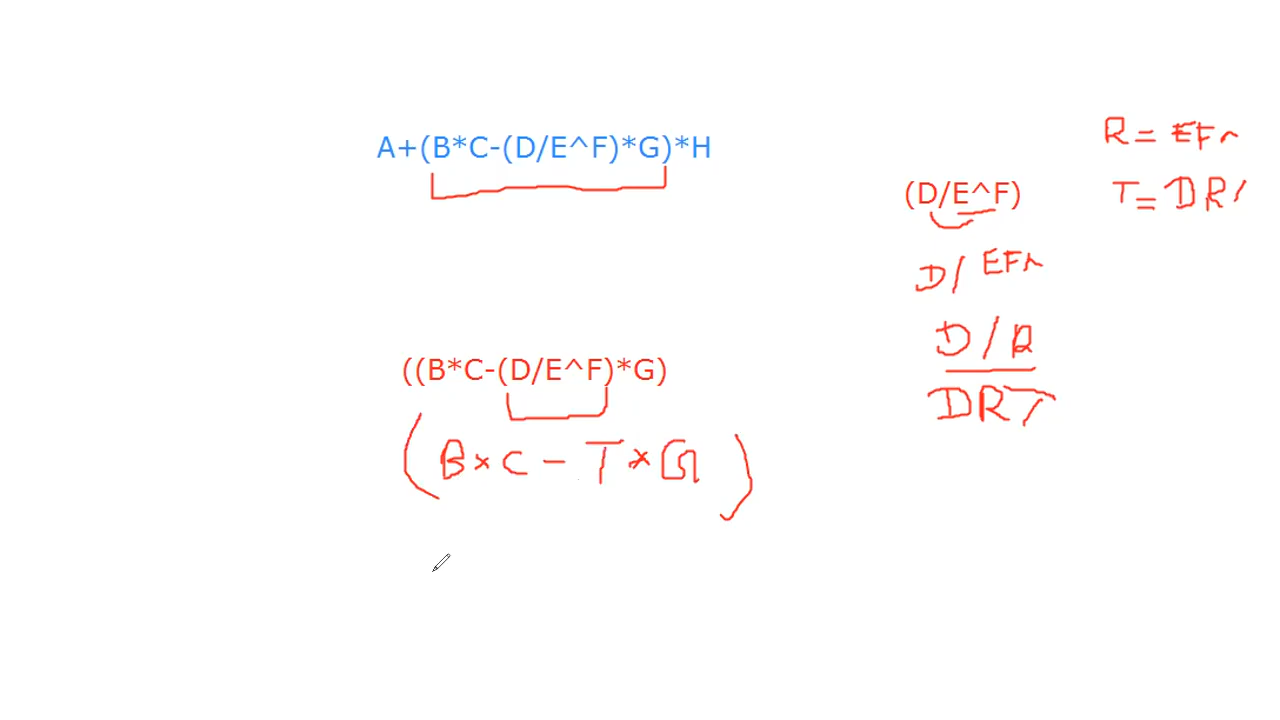 A+(B*C-(D/E^F)*G)*H
R = EF^
(D/E^F)
T = DR/
D/ EF^
D/R
((B*C-(D/E^F)*G)
DR
(B×C - T×G)